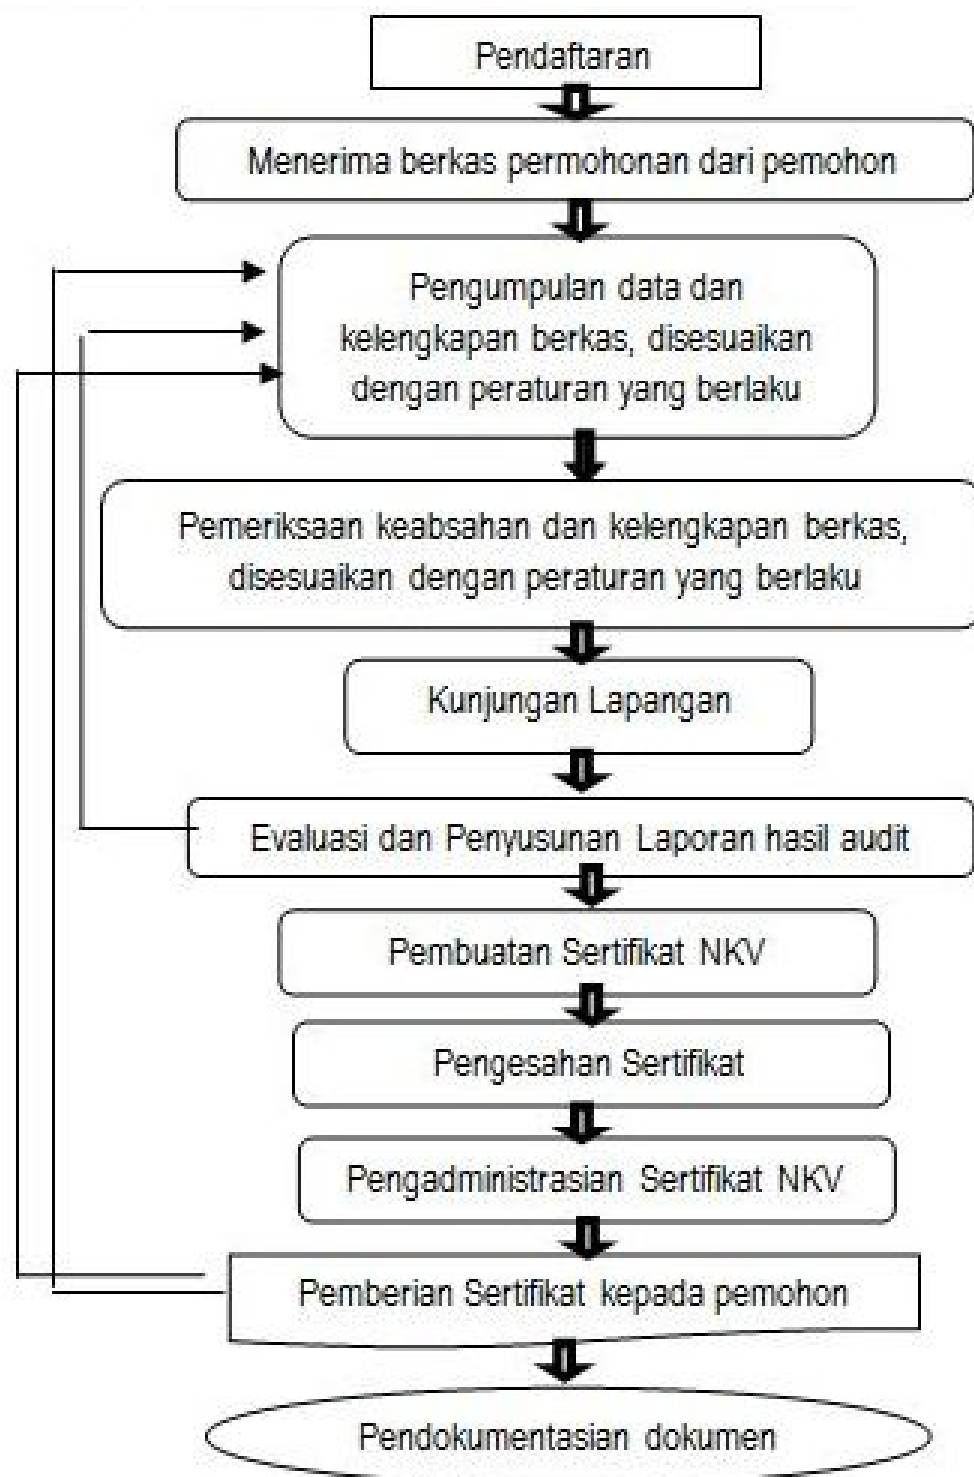 Pendaftaran
Menerima berkas permohonan dari pemohon
Pengumpulan data dan
kelengkapan berkas, disesuaikan
dengan peraturan yang berlaku
Pemeriksaan keabsahan dan kelengkapan berkas,
disesuaikan dengan peraturan yang berlaku
Kunjungan Lapangan
Evaluasi dan Penyusunan Laporan hasil audit
Pembuatan Sertifikat NKV
Pengesahan Sertifikat
Pengadministrasian Sertifikat NKV
Pemberian Sertifikat kepada pemohon
Pendokumentasian dokumen